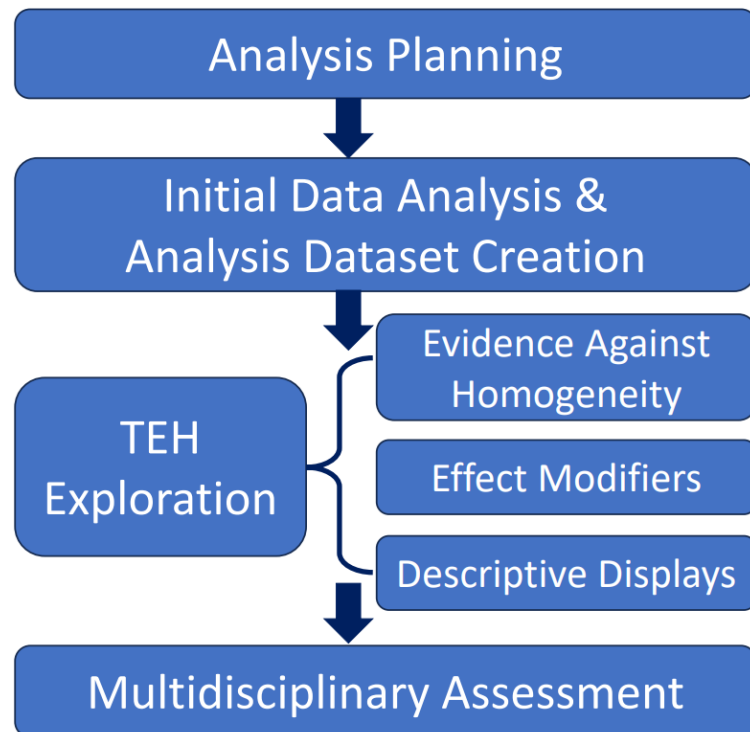 Analysis Planning
Initial Data Analysis &
Analysis Dataset Creation
TEH
Exploration
Evidence Against
Homogeneity
Effect Modifiers
Descriptive Displays
Multidisciplinary Assessment